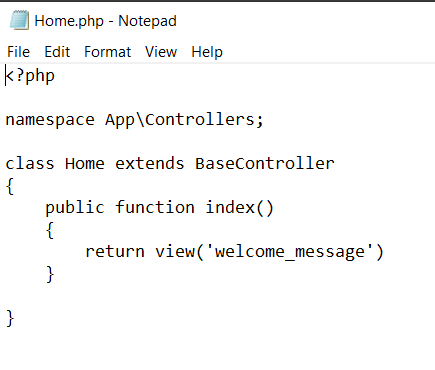 Home.php - Notepad
File Edit Format View Help
<?php

namespace App\Controllers;

class Home extends BaseController
{
    public function index()
    {
        return view('welcome_message')
    }

}